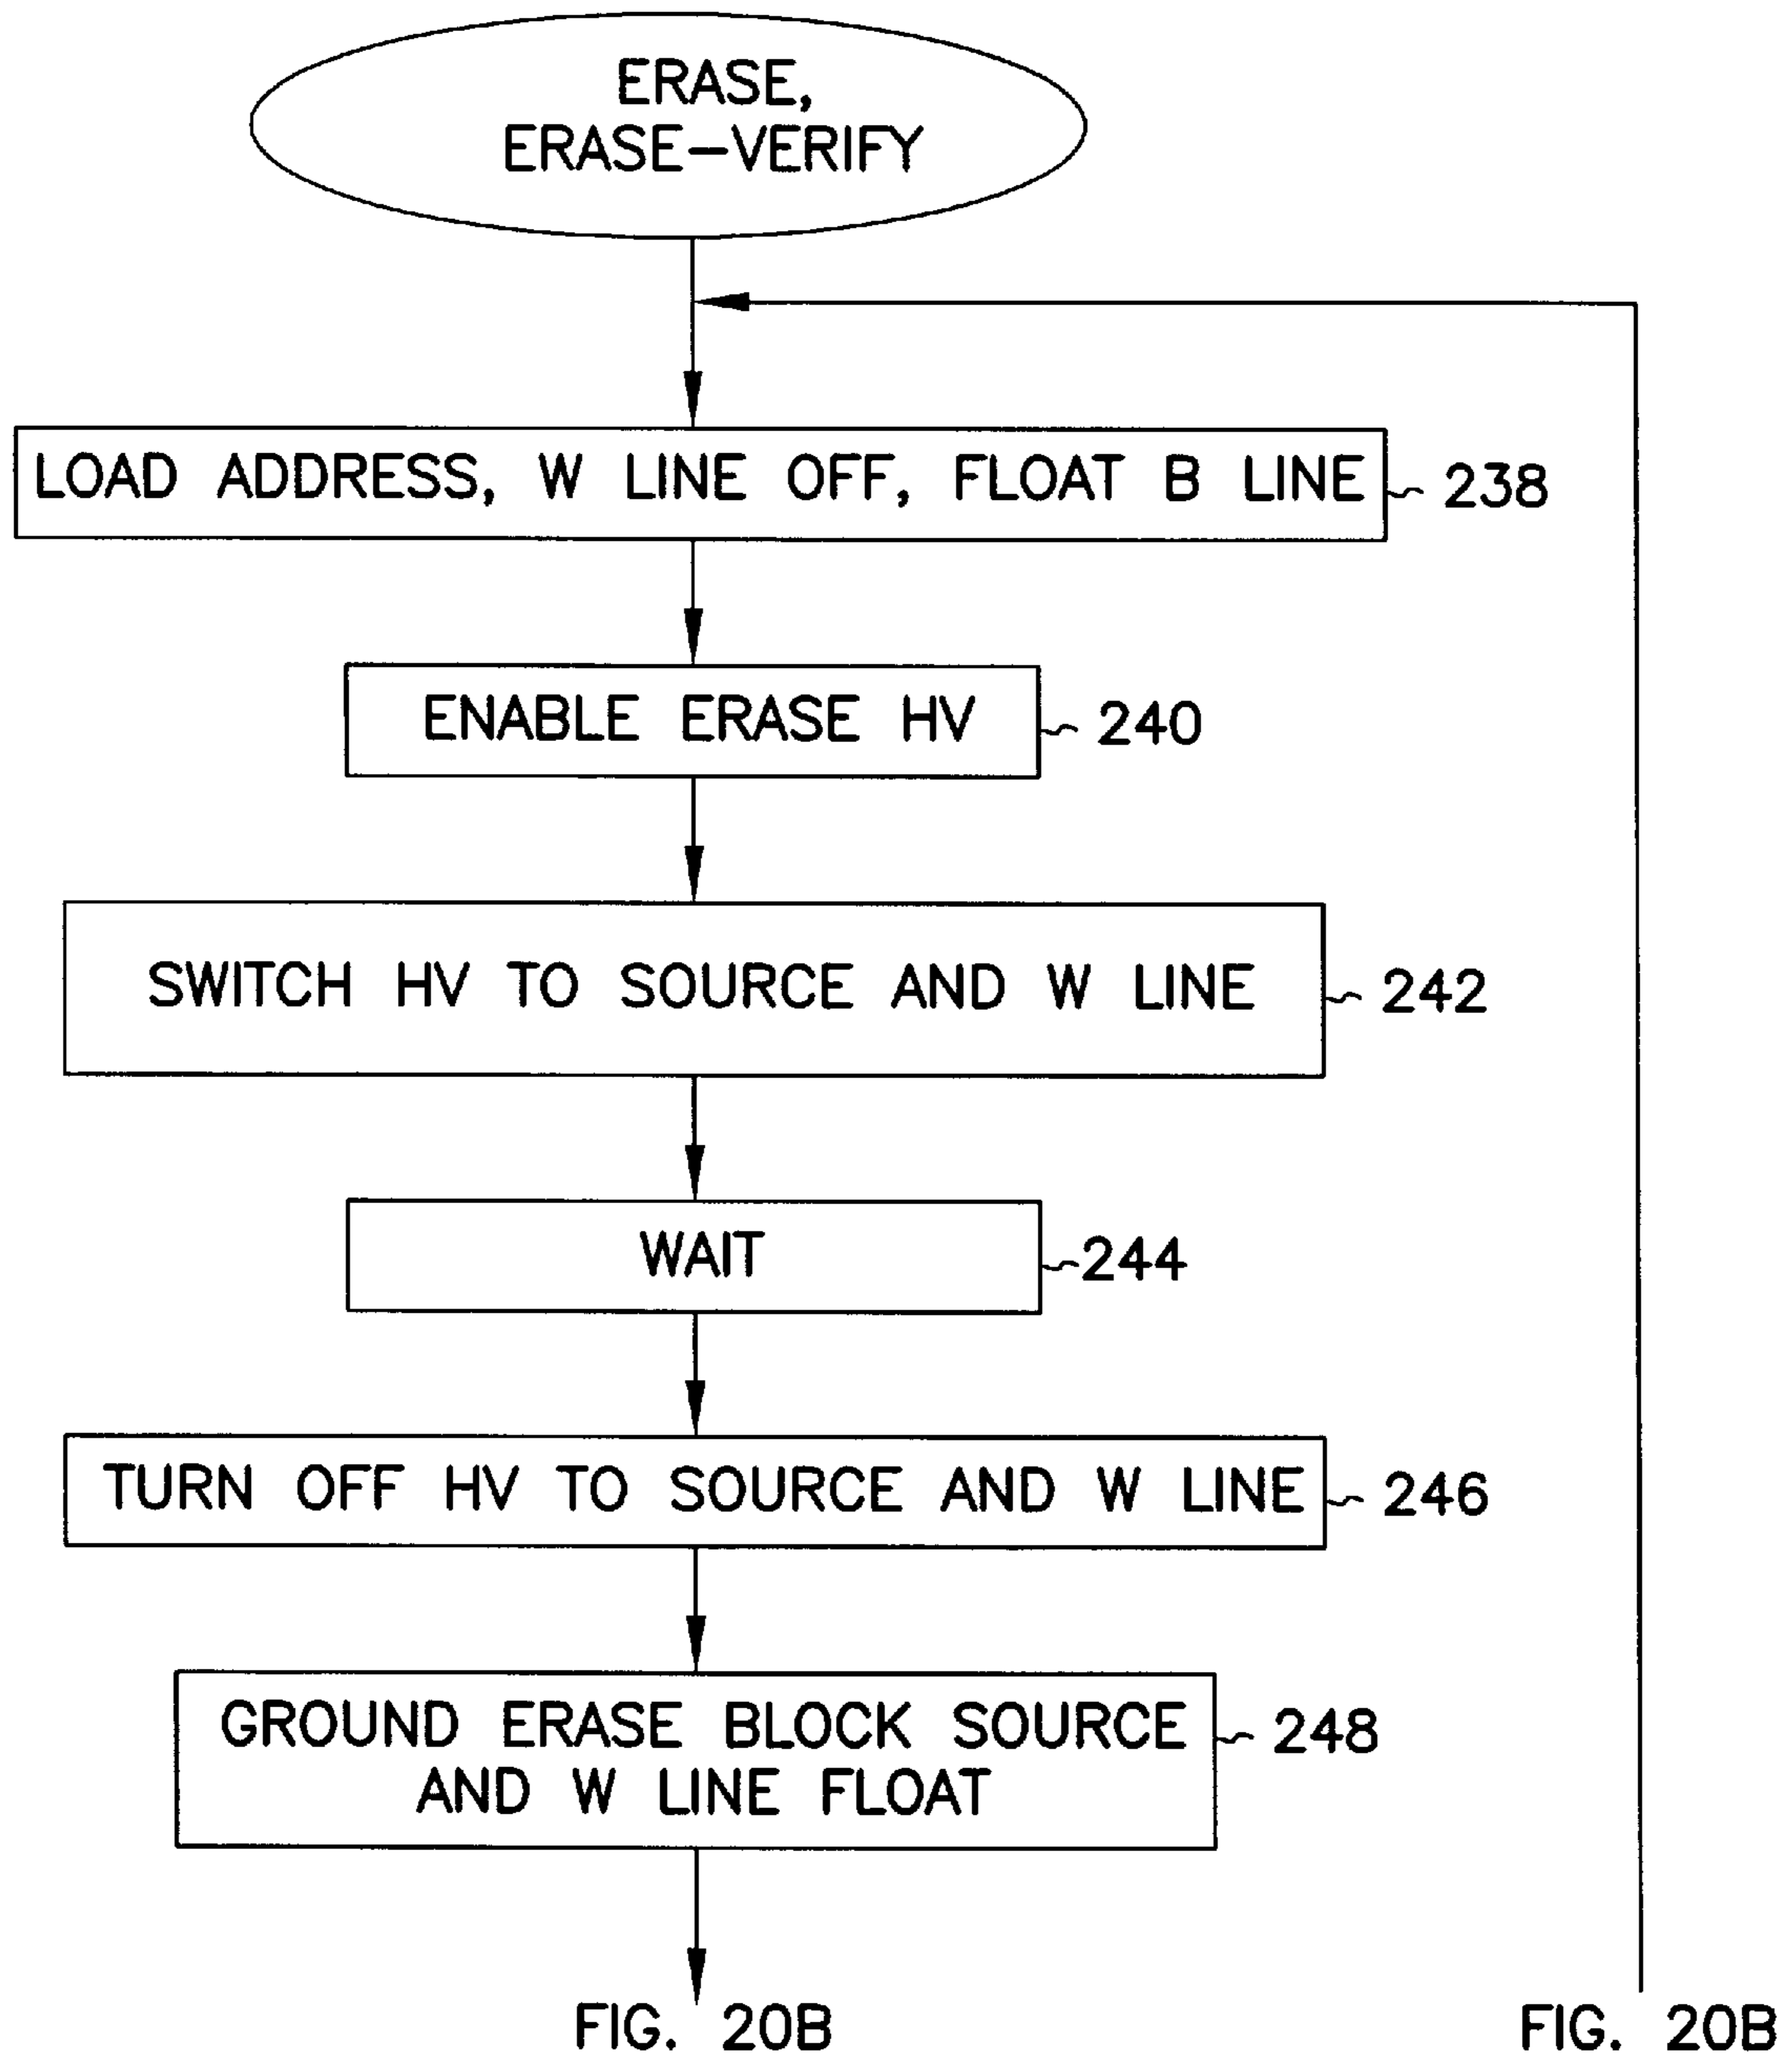 ERASE,
ERASE-VERIFY
LOAD ADDRESS, W LINE OFF, FLOAT B LINE
238
ENABLE ERASE HV
240
SWITCH HV TO SOURCE AND W LINE
242
WAIT
244
TURN OFF HV TO SOURCE AND W LINE
246
GROUND ERASE BLOCK SOURCE
AND W LINE FLOAT
248
FIG. 20B
FIG. 20B